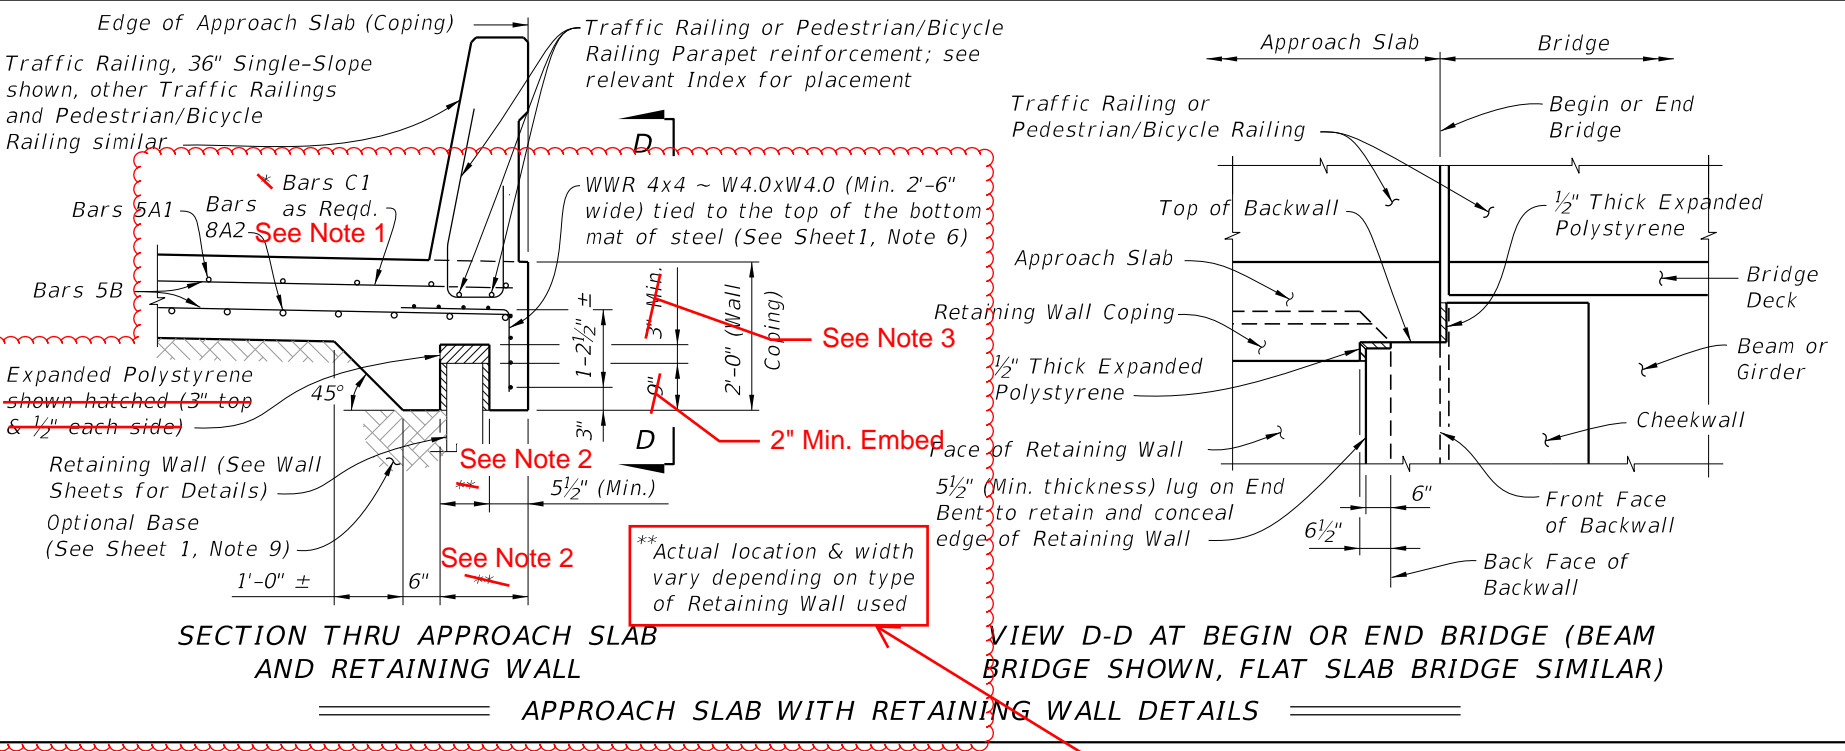 Edge of Approach Slab (Coping)
Traffic Railing, 36" Single-Slope
shown, other Traffic Railings
and Pedestrian/Bicycle
Railing similar
Traffic Railing or Pedestrian/Bicycle
Railing Parapet reinforcement; see
relevant Index for placement
D
* Bars C1
as Reqd.
Bars 5A1
Bars
8A2
See Note 1
Bars 5B
WWR 4x4 ~ W4.0xW4.0 (Min. 2'-6"
wide) tied to the top of the bottom
mat of steel (See Sheet1, Note 6)
1'-2½" ±
3" Min.
9"
3"
2'-0" (Wall
Coping)
See Note 3
2" Min. Embed
Expanded Polystyrene
shown hatched (3" top
& ½" each side)
45°
D
Retaining Wall (See Wall
Sheets for Details)
See Note 2
**
5½" (Min.)
Optional Base
(See Sheet 1, Note 9)
See Note 2
**
1'-0" ±
6"
**Actual location & width
vary depending on type
of Retaining Wall used
SECTION THRU APPROACH SLAB
AND RETAINING WALL
Approach Slab
Bridge
Traffic Railing or
Pedestrian/Bicycle Railing
Begin or End
Bridge
Top of Backwall
½" Thick Expanded
Polystyrene
Approach Slab
Bridge
Deck
Retaining Wall Coping
½" Thick Expanded
Polystyrene
Beam or
Girder
Cheekwall
Face of Retaining Wall
5½" (Min. thickness) lug on End
Bent to retain and conceal
edge of Retaining Wall
6"
6½"
Front Face
of Backwall
Back Face of
Backwall
VIEW D-D AT BEGIN OR END BRIDGE (BEAM
BRIDGE SHOWN, FLAT SLAB BRIDGE SIMILAR)
APPROACH SLAB WITH RETAINING WALL DETAILS